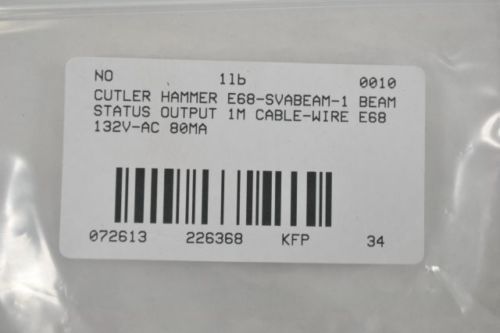 NO 1lb 0010
CUTLER HAMMER E68-SVABEAM-1 BEAM
STATUS OUTPUT 1M CABLE-WIRE E68
132V-AC 80MA
072613 226368 KFP 34